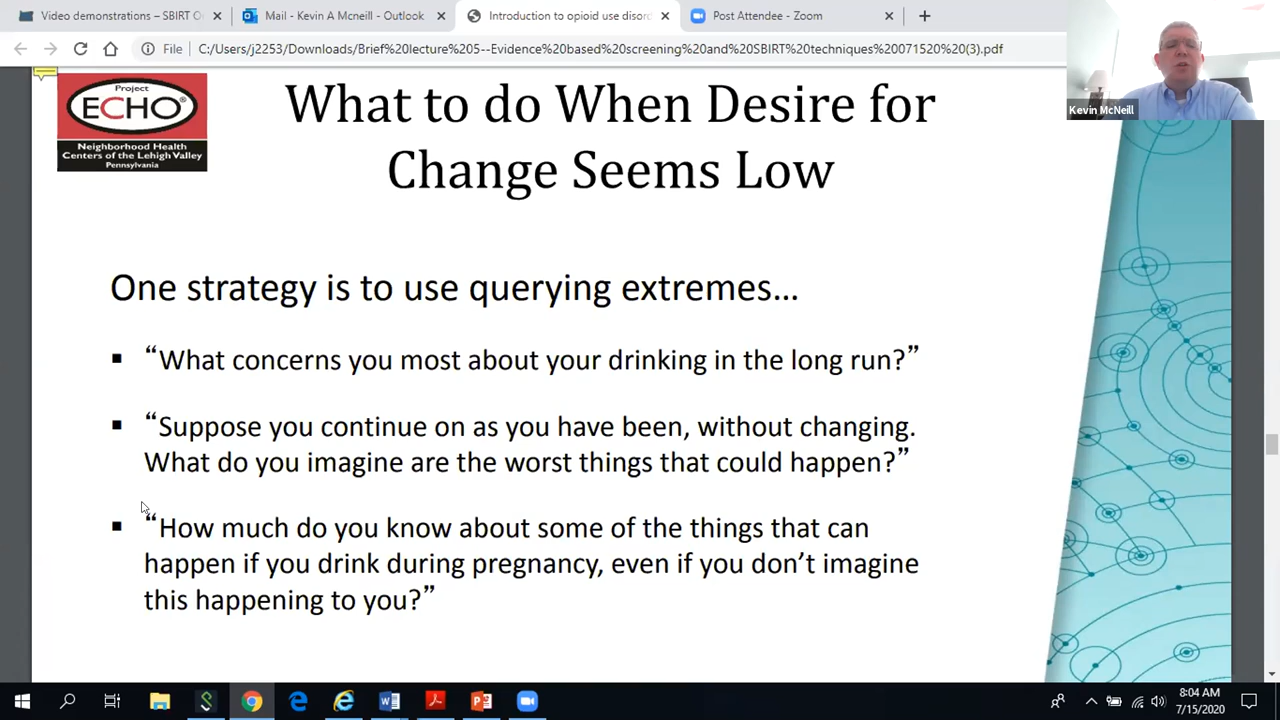 Video demonstrations – SBIRT O
Mail - Kevin A Mcneill - Outlook
Introduction to opioid use disord
Post Attendee - Zoom
File
C:/Users/j2253/Downloads/Brief%20lecture%205--Evidence%20based%20screening%20and%20SBIRT%20techniques%20071520%20(3).pdf
Kevin McNeill
Project
ECHO®
Neighborhood Health
Centers of the Lehigh Valley
Pennsylvania
What to do When Desire for
Change Seems Low
One strategy is to use querying extremes…
▪ “What concerns you most about your drinking in the long run?”
▪ “Suppose you continue on as you have been, without changing.
What do you imagine are the worst things that could happen?”
▪ “How much do you know about some of the things that can
happen if you drink during pregnancy, even if you don’t imagine
this happening to you?”
8:04 AM
7/15/2020